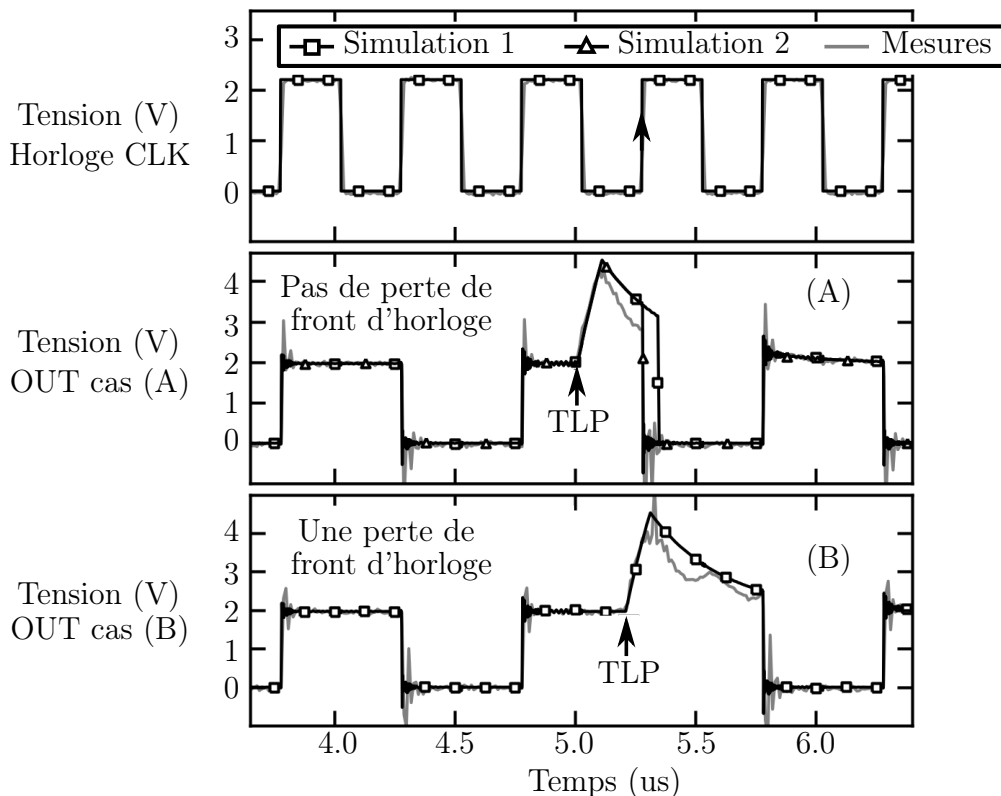 3
Simulation 1 Simulation 2 Mesures
2
Tension (V)
Horloge CLK
1
0
4
Pas de perte de
front d'horloge
(A)
3
Tension (V)
OUT cas (A)
2
TLP
1
0
4
Une perte de
front d'horloge
(B)
3
Tension (V)
OUT cas (B)
2
TLP
1
0
4.0 4.5 5.0 5.5 6.0
Temps (us)